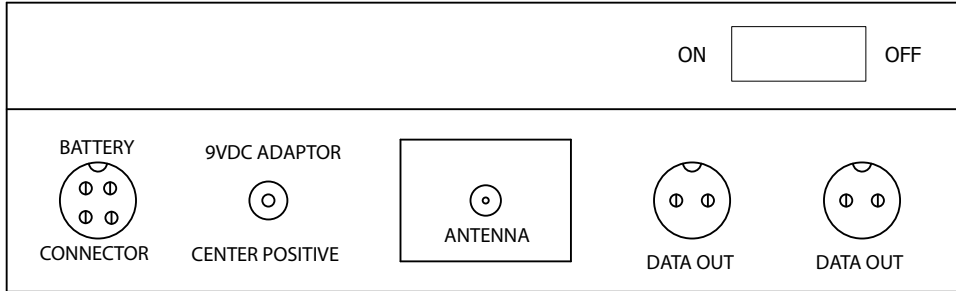 ON
OFF
BATTERY
CONNECTOR
9VDC ADAPTOR
CENTER POSITIVE
ANTENNA
DATA OUT
DATA OUT